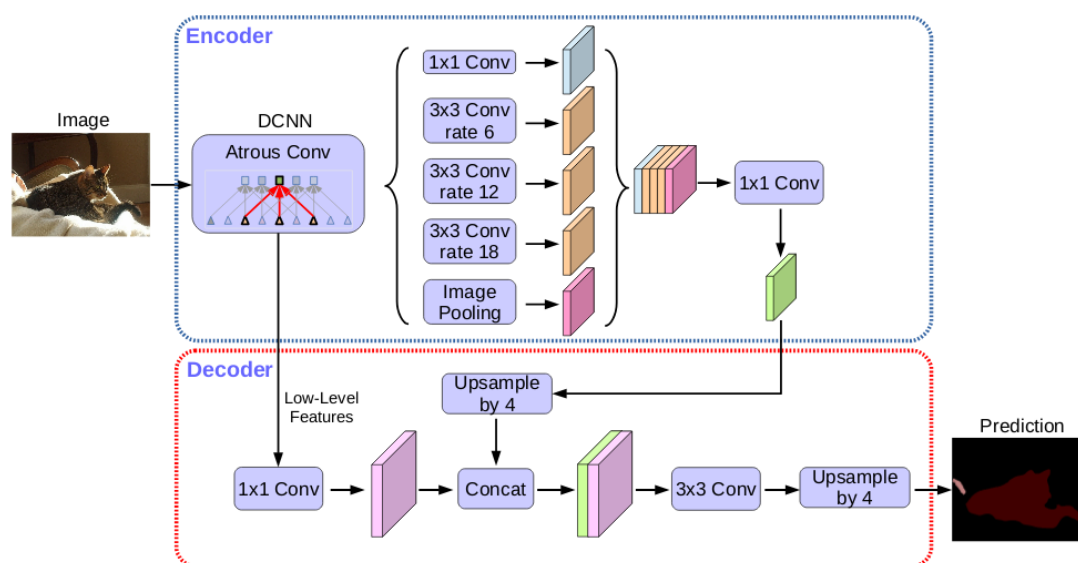 Encoder
Image
DCNN
Atrous Conv
1x1 Conv
3x3 Conv
rate 6
3x3 Conv
rate 12
3x3 Conv
rate 18
Image
Pooling
1x1 Conv
Decoder
Low-Level
Features
Upsample
by 4
1x1 Conv
Concat
3x3 Conv
Upsample
by 4
Prediction